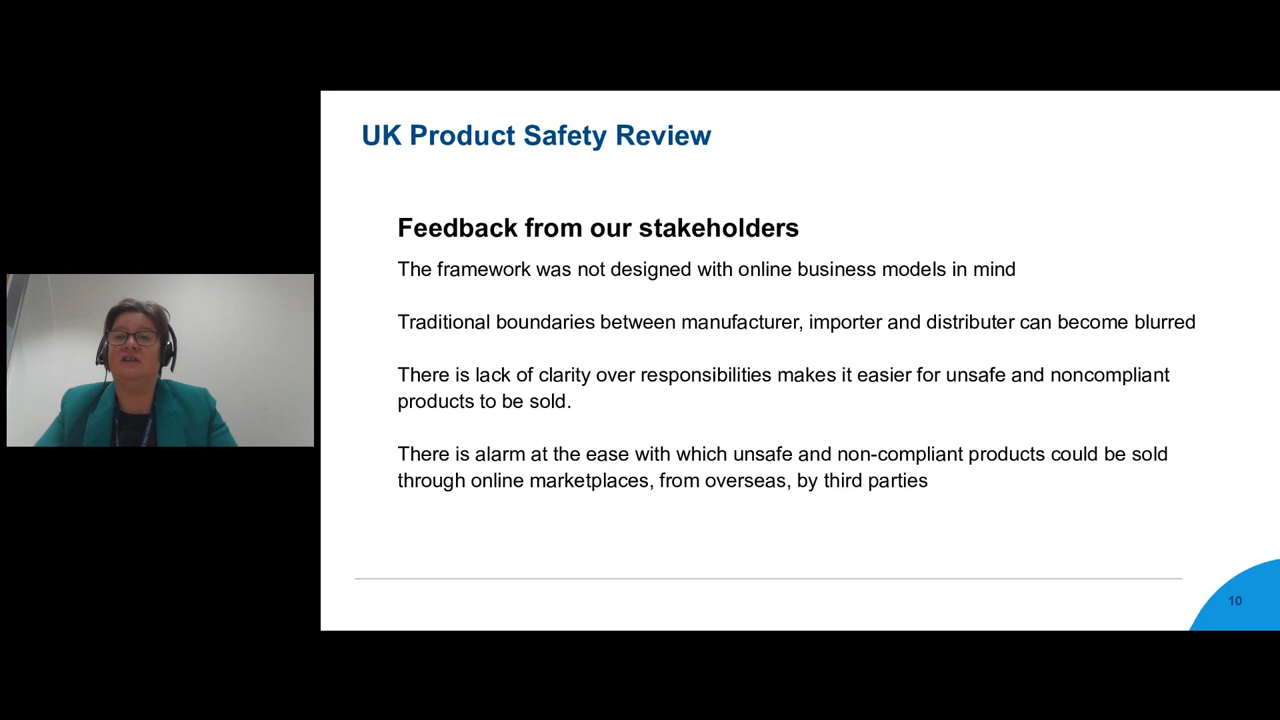 UK Product Safety Review
Feedback from our stakeholders
The framework was not designed with online business models in mind
Traditional boundaries between manufacturer, importer and distributer can become blurred
There is lack of clarity over responsibilities makes it easier for unsafe and noncompliant
products to be sold.
There is alarm at the ease with which unsafe and non-compliant products could be sold
through online marketplaces, from overseas, by third parties
10